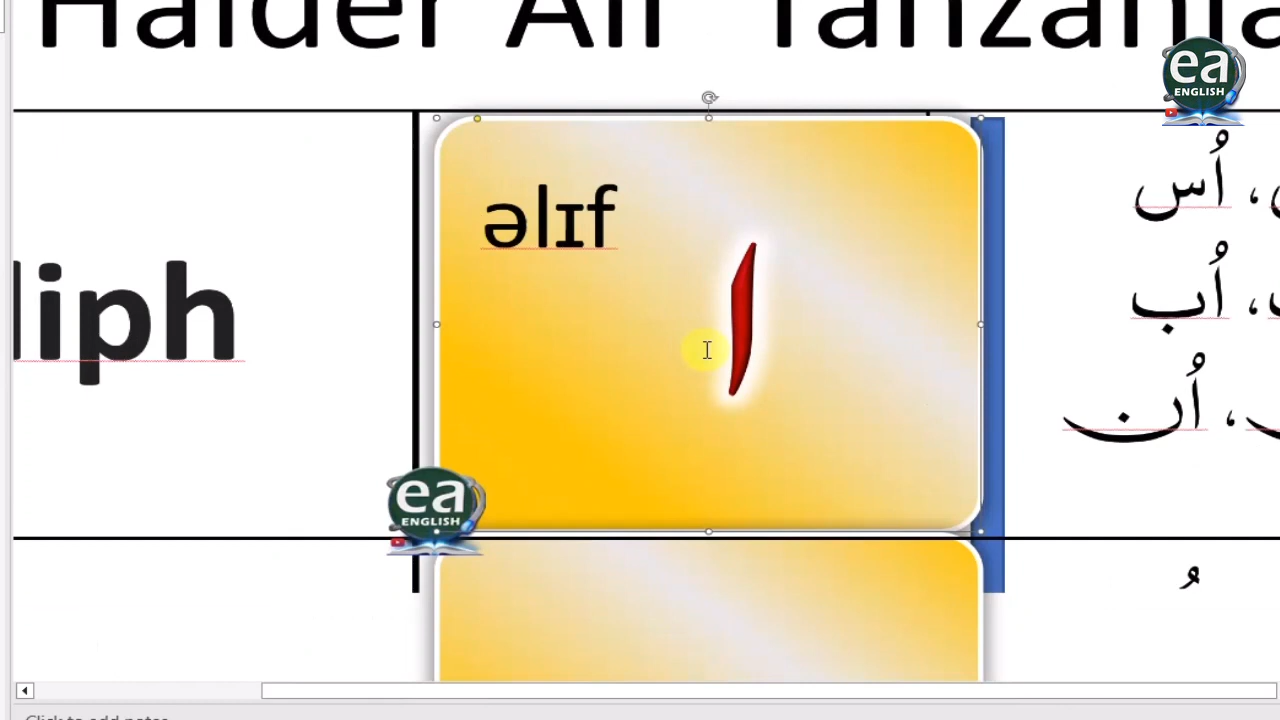 Haider Ali Tanzania
ea
ENGLISH
əlɪf
ا
liph
اُس
اُب
اُن
ea
ENGLISH